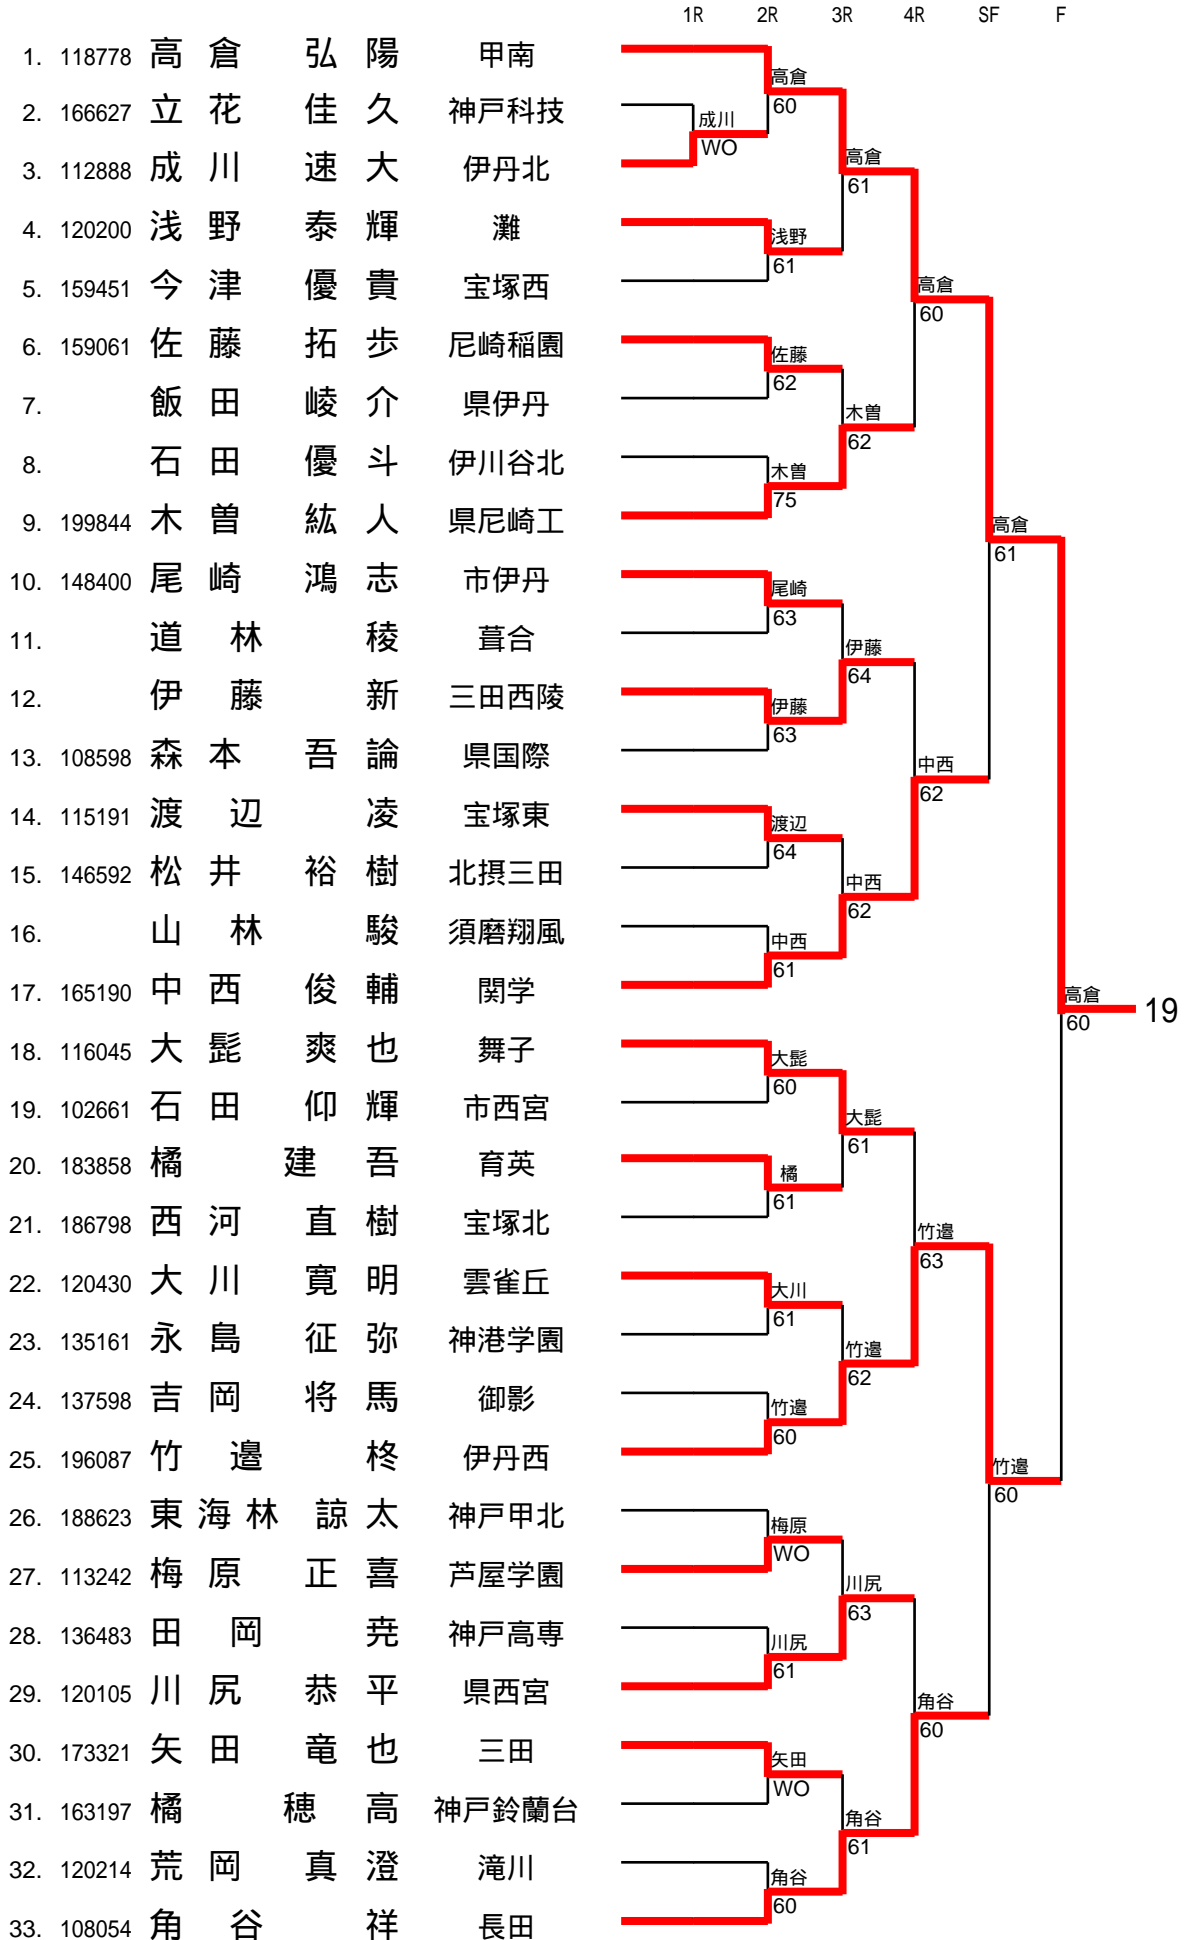 1R 2R 3R 4R SF F
1. 118778 高倉 弘陽 甲南
2. 166627 立花 佳久 神戸科技
3. 112888 成川 速大 伊丹北
4. 120200 浅野 泰輝 灘
5. 159451 今津 優貴 宝塚西
6. 159061 佐藤 拓歩 尼崎稲園
7. 飯田 崚介 県伊丹
8. 石田 優斗 伊川谷北
9. 199844 木曽 紘人 県尼崎工
10. 148400 尾崎 鴻志 市伊丹
11. 道林 稜 葺合
12. 伊藤 新 三田西陵
13. 108598 森本 吾論 県国際
14. 115191 渡辺 凌 宝塚東
15. 146592 松井 裕樹 北摂三田
16. 山林 駿 須磨翔風
17. 165190 中西 俊輔 関学
18. 116045 大髭 爽也 舞子
19. 102661 石田 仰輝 市西宮
20. 183858 橘 建吾 育英
21. 186798 西河 直樹 宝塚北
22. 120430 大川 寛明 雲雀丘
23. 135161 永島 征弥 神港学園
24. 137598 吉岡 将馬 御影
25. 196087 竹邉 柊 伊丹西
26. 188623 東海林 諒太 神戸甲北
27. 113242 梅原 正喜 芦屋学園
28. 136483 田岡 尭 神戸高専
29. 120105 川尻 恭平 県西宮
30. 173321 矢田 竜也 三田
31. 163197 橘 穂高 神戸鈴蘭台
32. 120214 荒岡 真澄 滝川
33. 108054 角谷 祥 長田
成川
WO
高倉
60
浅野
61
佐藤
62
木曽
75
尾崎
63
伊藤
63
渡辺
64
中西
61
大髭
60
橘
61
大川
61
竹邉
60
梅原
WO
川尻
61
矢田
WO
角谷
60
高倉
61
木曽
62
伊藤
64
中西
62
大髭
61
竹邉
62
川尻
63
角谷
61
高倉
60
中西
62
竹邉
63
角谷
60
高倉
61
竹邉
60
高倉
60
19